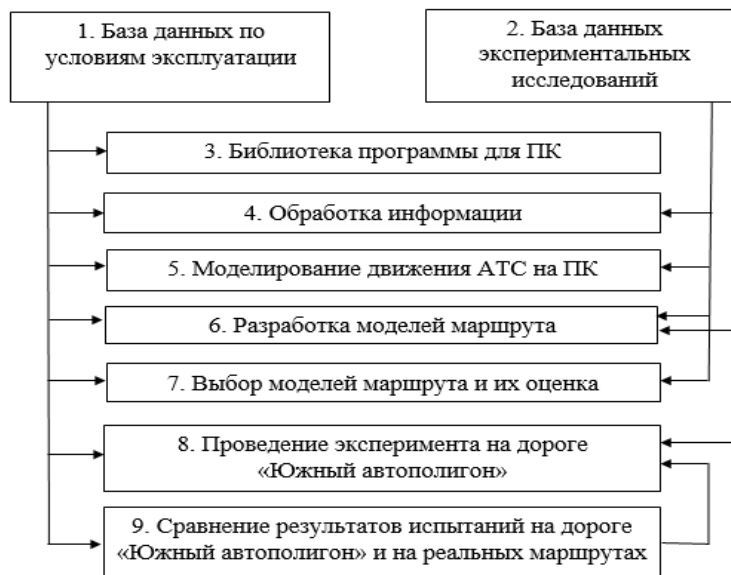 1. База данных по
условиям эксплуатации
2. База данных
экспериментальных
исследований
3. Библиотека программы для ПК
4. Обработка информации
5. Моделирование движения АТС на ПК
6. Разработка моделей маршрута
7. Выбор моделей маршрута и их оценка
8. Проведение эксперимента на дороге
«Южный автополигон»
9. Сравнение результатов испытаний на дороге
«Южный автополигон» и на реальных маршрутах